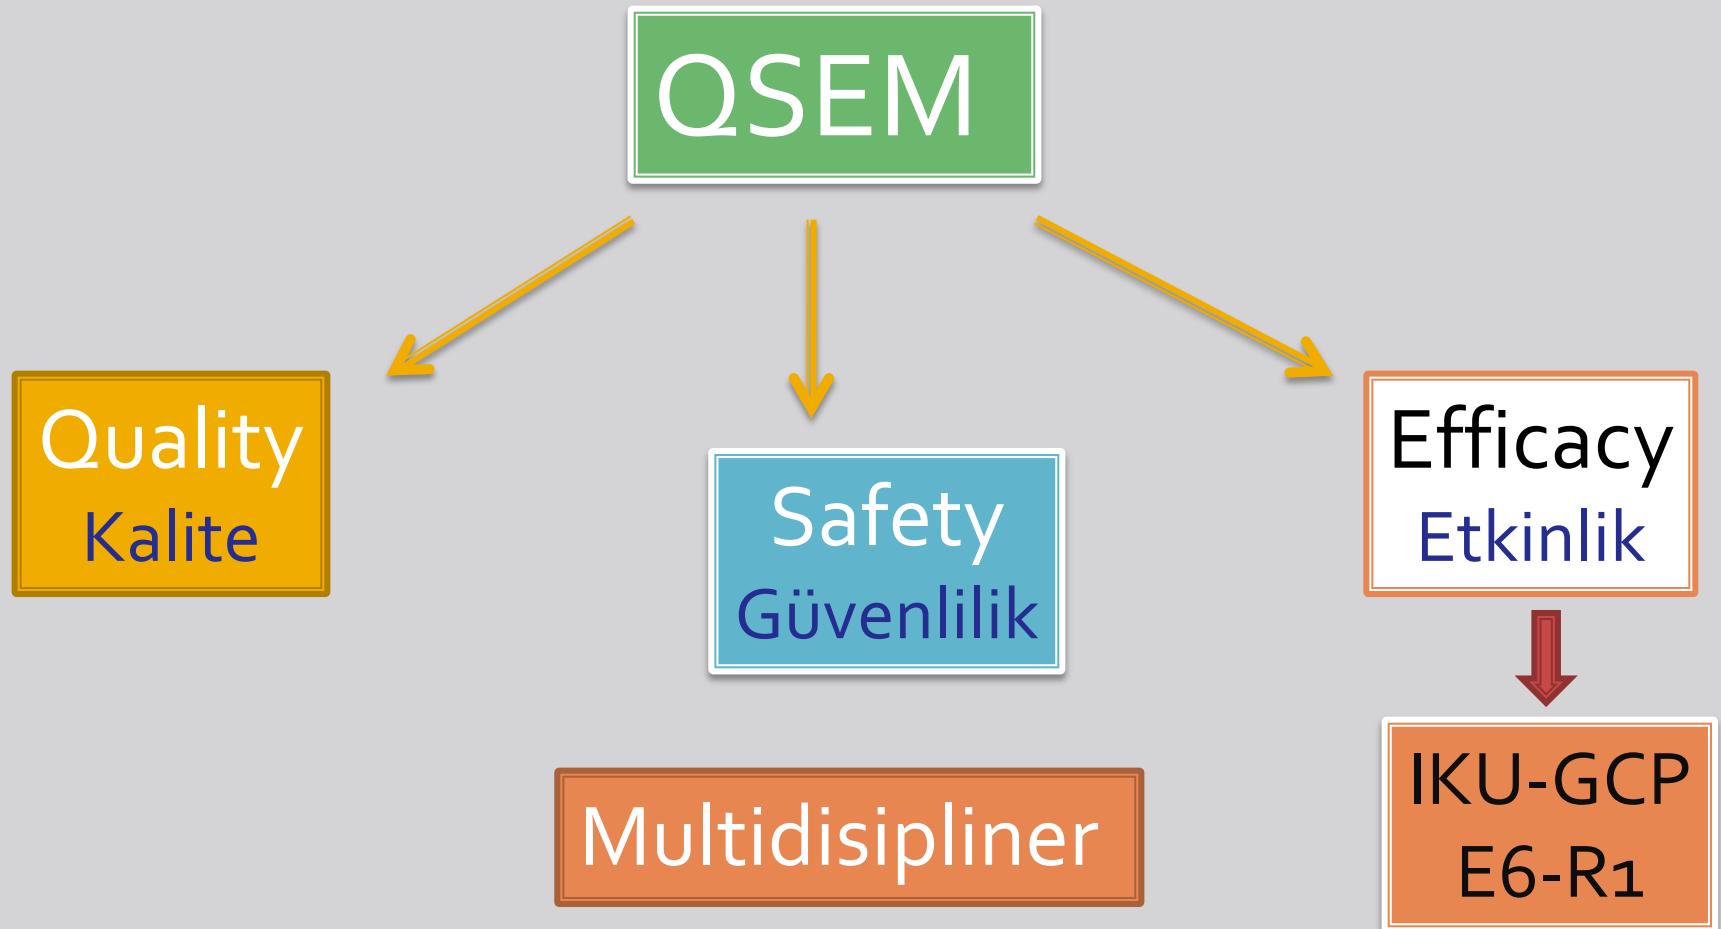 QSEM
Quality
Kalite
Safety
Güvenlilik
Efficacy
Etkinlik
IKU-GCP
E6-R1
Multidisipliner